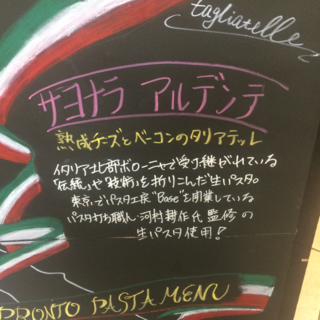 tagliatelle
サヨナラ アルデンテ
熟成チーズとベーコンのタリアテッレ
イタリア北部ボローニャで受け継がれている
「伝統」や「技術」を折りこんだ生パスタ。
東京でパスタ工房"Base"を開業している
パスタ打ち職人・河村耕作氏監修の
生パスタ使用!
PRONTO PASTA MENU